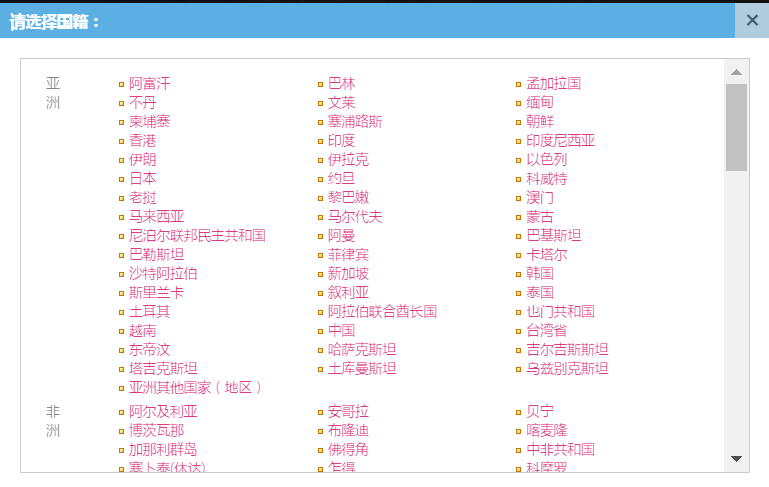 请选择国籍：
亚洲
阿富汗 巴林 孟加拉国
不丹 文莱 缅甸
柬埔寨 塞浦路斯 朝鲜
香港 印度 印度尼西亚
伊朗 伊拉克 以色列
日本 约旦 科威特
老挝 黎巴嫩 澳门
马来西亚 马尔代夫 蒙古
尼泊尔联邦民主共和国 阿曼 巴基斯坦
巴勒斯坦 菲律宾 卡塔尔
沙特阿拉伯 新加坡 韩国
斯里兰卡 叙利亚 泰国
土耳其 阿拉伯联合酋长国 也门共和国
越南 中国 台湾省
东帝汶 哈萨克斯坦 吉尔吉斯斯坦
塔吉克斯坦 土库曼斯坦 乌兹别克斯坦
亚洲其他国家（地区）
非洲
阿尔及利亚 安哥拉 贝宁
博茨瓦那 布隆迪 喀麦隆
加那利群岛 佛得角 中非共和国
塞卜泰(休达) 乍得 科摩罗